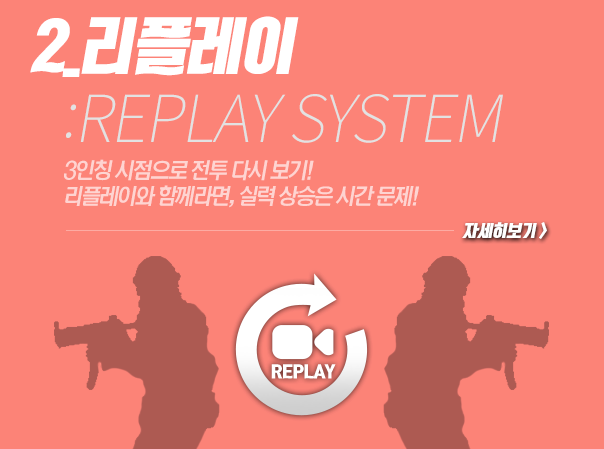 2_리플레이
:REPLAY SYSTEM
3인칭 시점으로 전투 다시 보기!
리플레이와 함께라면, 실력 상승은 시간 문제!
자세히보기 >
REPLAY